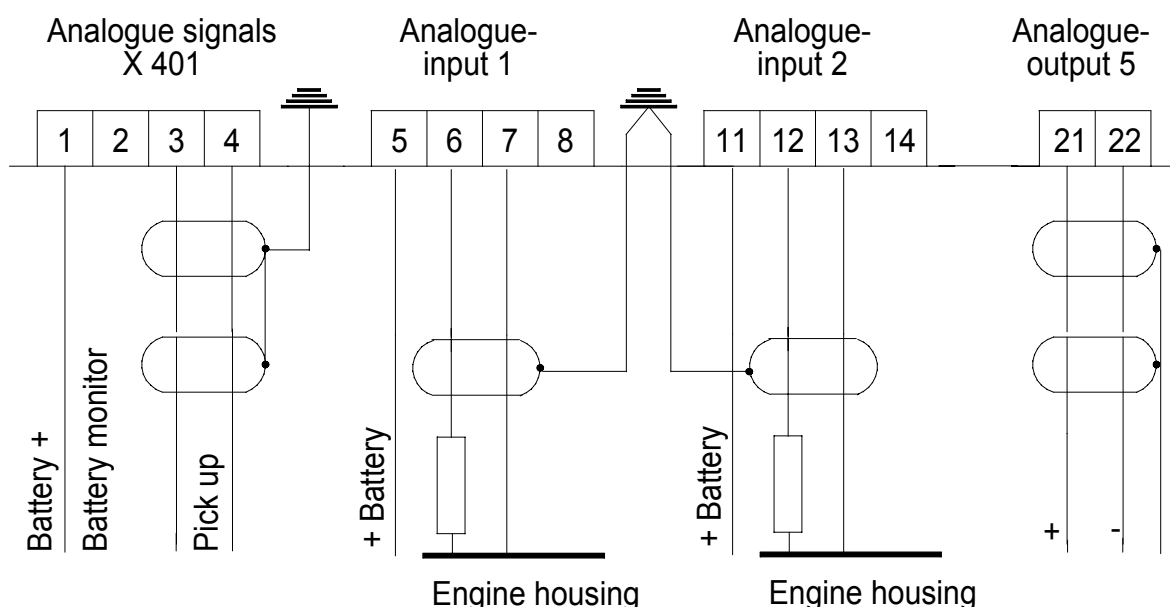 Analogue signals
X 401
Analogue-
input 1
Analogue-
input 2
Analogue-
output 5
1 2 3 4
5 6 7 8
11 12 13 14
21 22
Battery +
Battery monitor
Pick up
+ Battery
+ Battery
+ -
Engine housing
Engine housing